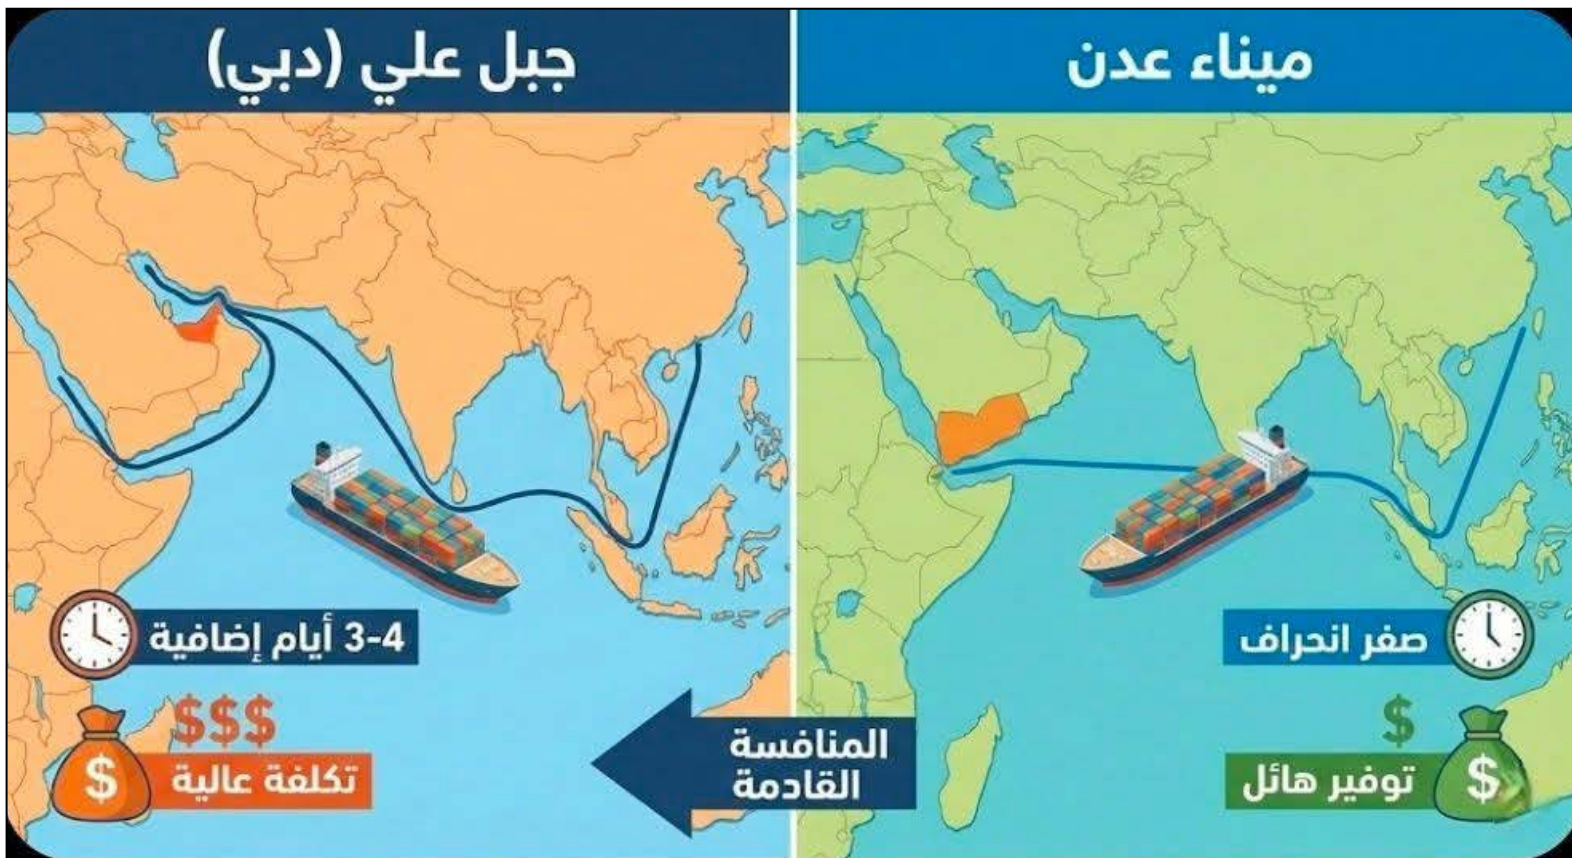 ميناء عدن
صفر انحراف
$
توفير هائل
$
جبل علي (دبي)
3-4 أيام إضافية
$$$
تكلفة عالية
$
المنافسة
القادمة